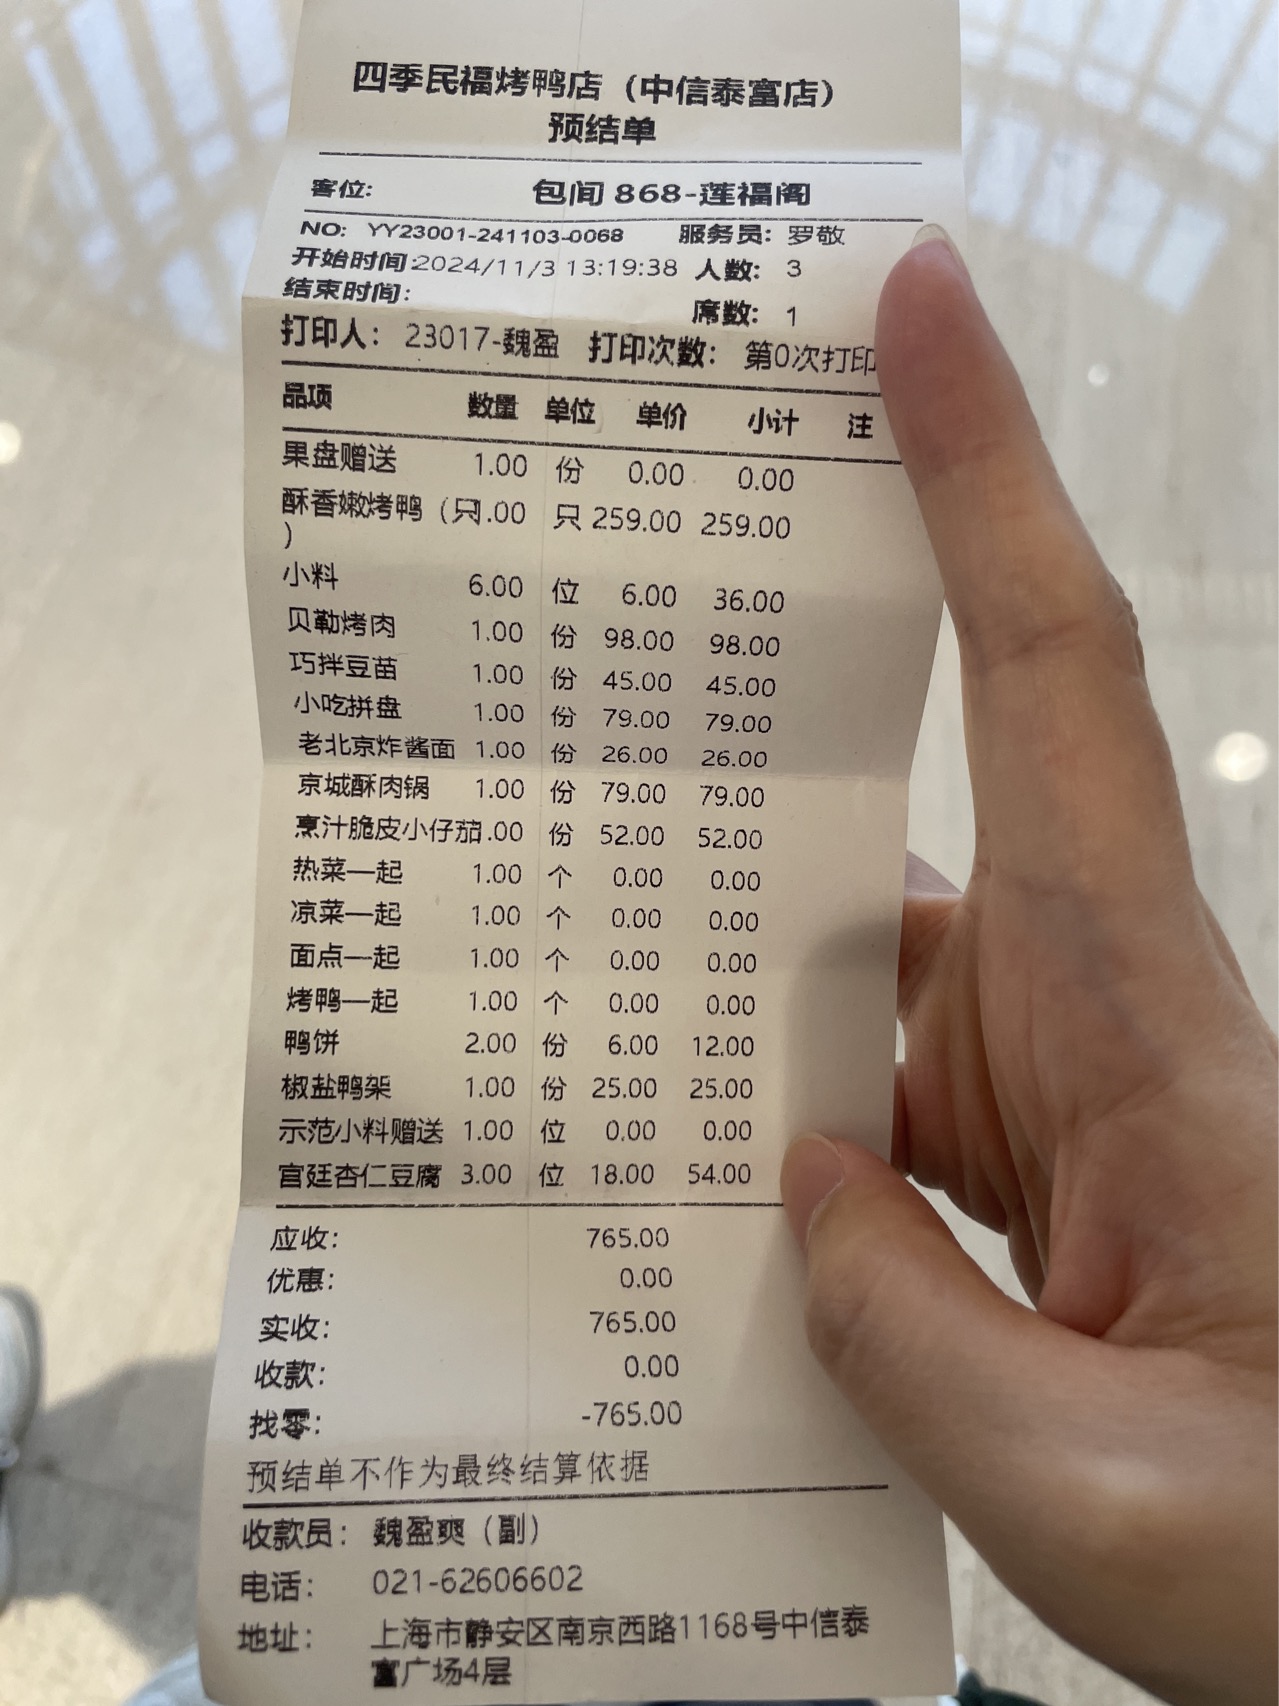 四季民福烤鸭店（中信泰富店）
预结单
客位: 包间 868-莲福阁
NO: YY23001-241103-0068 服务员: 罗敬
开始时间:2024/11/3 13:19:38 人数: 3
结束时间:
席数: 1
打印人: 23017-魏盈 打印次数: 第0次打印
品项 数量 单位 单价 小计 注
果盘赠送 1.00 份 0.00 0.00
酥香嫩烤鸭（只.00 只 259.00 259.00
）
小料 6.00 位 6.00 36.00
贝勒烤肉 1.00 份 98.00 98.00
巧拌豆苗 1.00 份 45.00 45.00
小吃拼盘 1.00 份 79.00 79.00
老北京炸酱面 1.00 份 26.00 26.00
京城酥肉锅 1.00 份 79.00 79.00
烹汁脆皮小仔茄.00 份 52.00 52.00
热菜一起 1.00 个 0.00 0.00
凉菜一起 1.00 个 0.00 0.00
面点一起 1.00 个 0.00 0.00
烤鸭一起 1.00 个 0.00 0.00
鸭饼 2.00 份 6.00 12.00
椒盐鸭架 1.00 份 25.00 25.00
示范小料赠送 1.00 位 0.00 0.00
宫廷杏仁豆腐 3.00 位 18.00 54.00
应收: 765.00
优惠: 0.00
实收: 765.00
收款: 0.00
找零: -765.00
预结单不作为最终结算依据
收款员: 魏盈爽（副）
电话: 021-62606602
地址: 上海市静安区南京西路1168号中信泰
富广场4层